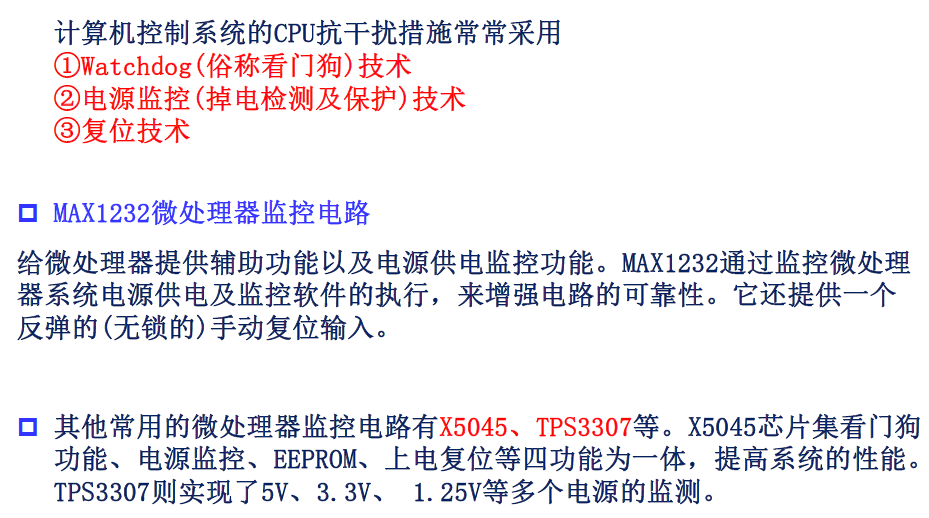 计算机控制系统的CPU抗干扰措施常常采用
①Watchdog(俗称看门狗)技术
②电源监控(掉电检测及保护)技术
③复位技术
MAX1232微处理器监控电路
给微处理器提供辅助功能以及电源供电监控功能。MAX1232通过监控微处理
器系统电源供电及监控软件的执行，来增强电路的可靠性。它还提供一个
反弹的(无锁的)手动复位输入。
其他常用的微处理器监控电路有X5045、TPS3307等。X5045芯片集看门狗
功能、电源监控、EEPROM、上电复位等四功能为一体，提高系统的性能。
TPS3307则实现了5V、3.3V、 1.25V等多个电源的监测。